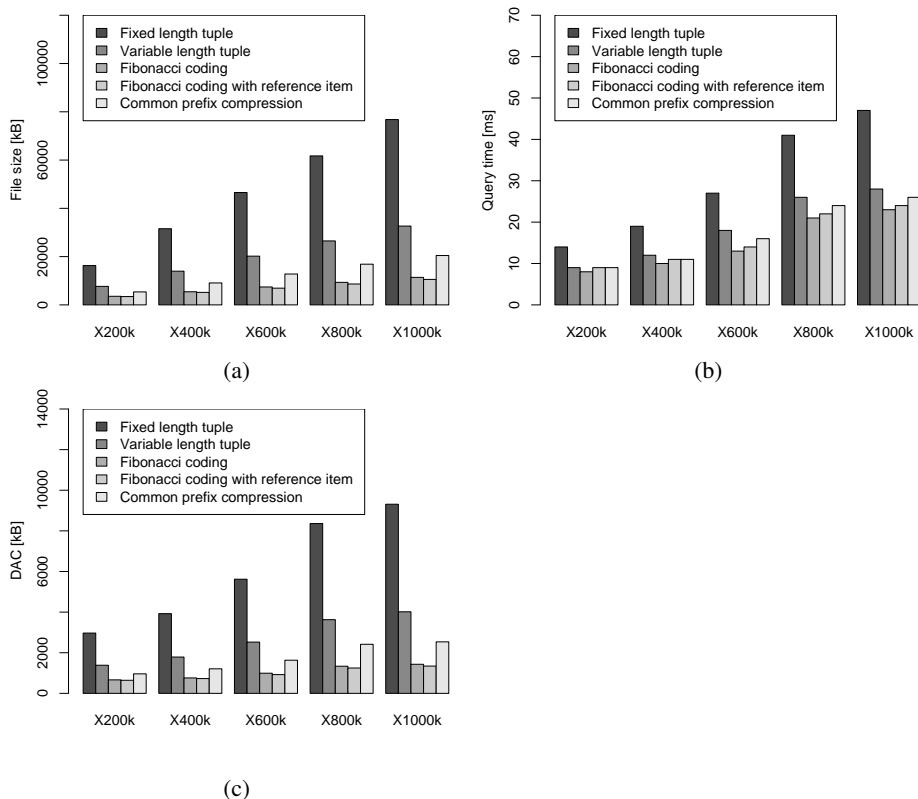 Fixed length tuple
Variable length tuple
Fibonacci coding
Fibonacci coding with reference item
Common prefix compression
File size [kB]
0
20000
60000
100000
X200k
X400k
X600k
X800k
X1000k
(a)
Fixed length tuple
Variable length tuple
Fibonacci coding
Fibonacci coding with reference item
Common prefix compression
Query time [ms]
0
10
20
30
40
50
60
70
X200k
X400k
X600k
X800k
X1000k
(b)
Fixed length tuple
Variable length tuple
Fibonacci coding
Fibonacci coding with reference item
Common prefix compression
DAC [kB]
0
2000
6000
10000
14000
X200k
X400k
X600k
X800k
X1000k
(c)